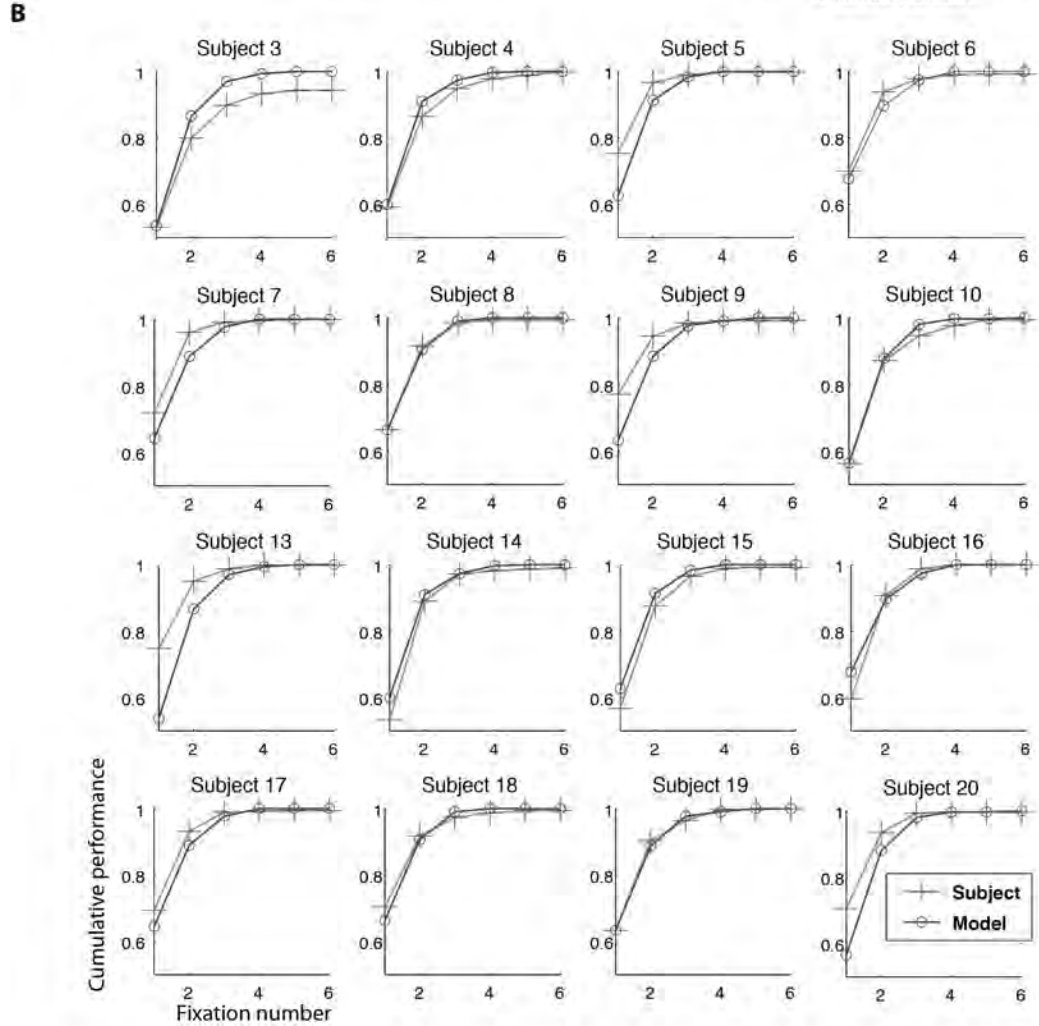 B
Subject 3 Subject 4 Subject 5 Subject 6
1 1 1 1
0.8 0.8 0.8 0.8
0.6 0.6 0.6 0.6
2 4 6 2 4 6 2 4 6 2 4 6
Subject 7 Subject 8 Subject 9 Subject 10
1 1 1 1
0.8 0.8 0.8 0.8
0.6 0.6 0.6 0.6
2 4 6 2 4 6 2 4 6 2 4 6
Subject 13 Subject 14 Subject 15 Subject 16
1 1 1 1
0.8 0.8 0.8 0.8
0.6 0.6 0.6 0.6
2 4 6 2 4 6 2 4 6 2 4 6
Subject 17 Subject 18 Subject 19 Subject 20
1 1 1 1
0.8 0.8 0.8 0.8
0.6 0.6 0.6 0.6
2 4 6 2 4 6 2 4 6 2 4 6
Cumulative performance
Fixation number
Subject
Model